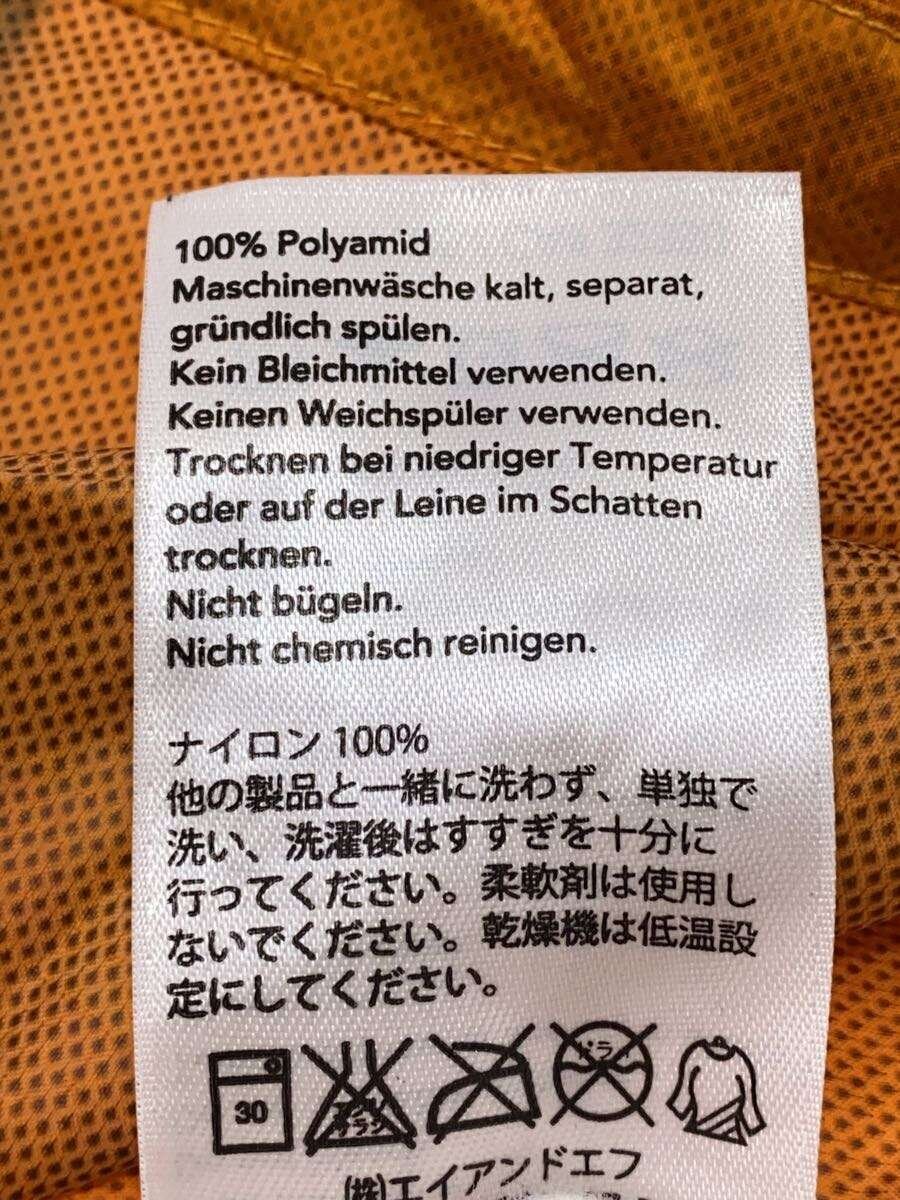 100% Polyamid
Maschinenwäsche kalt, separat,
gründlich spülen.
Kein Bleichmittel verwenden.
Keinen Weichspüler verwenden.
Trocknen bei niedriger Temperatur
oder auf der Leine im Schatten
trocknen.
Nicht bügeln.
Nicht chemisch reinigen.
ナイロン 100%
他の製品と一緒に洗わず、単独で
洗い、洗濯後はすすぎを十分に
行ってください。柔軟剤は使用し
ないでください。乾燥機は低温設
定にしてください。
30
ドライ
(株)エイアンドエフ